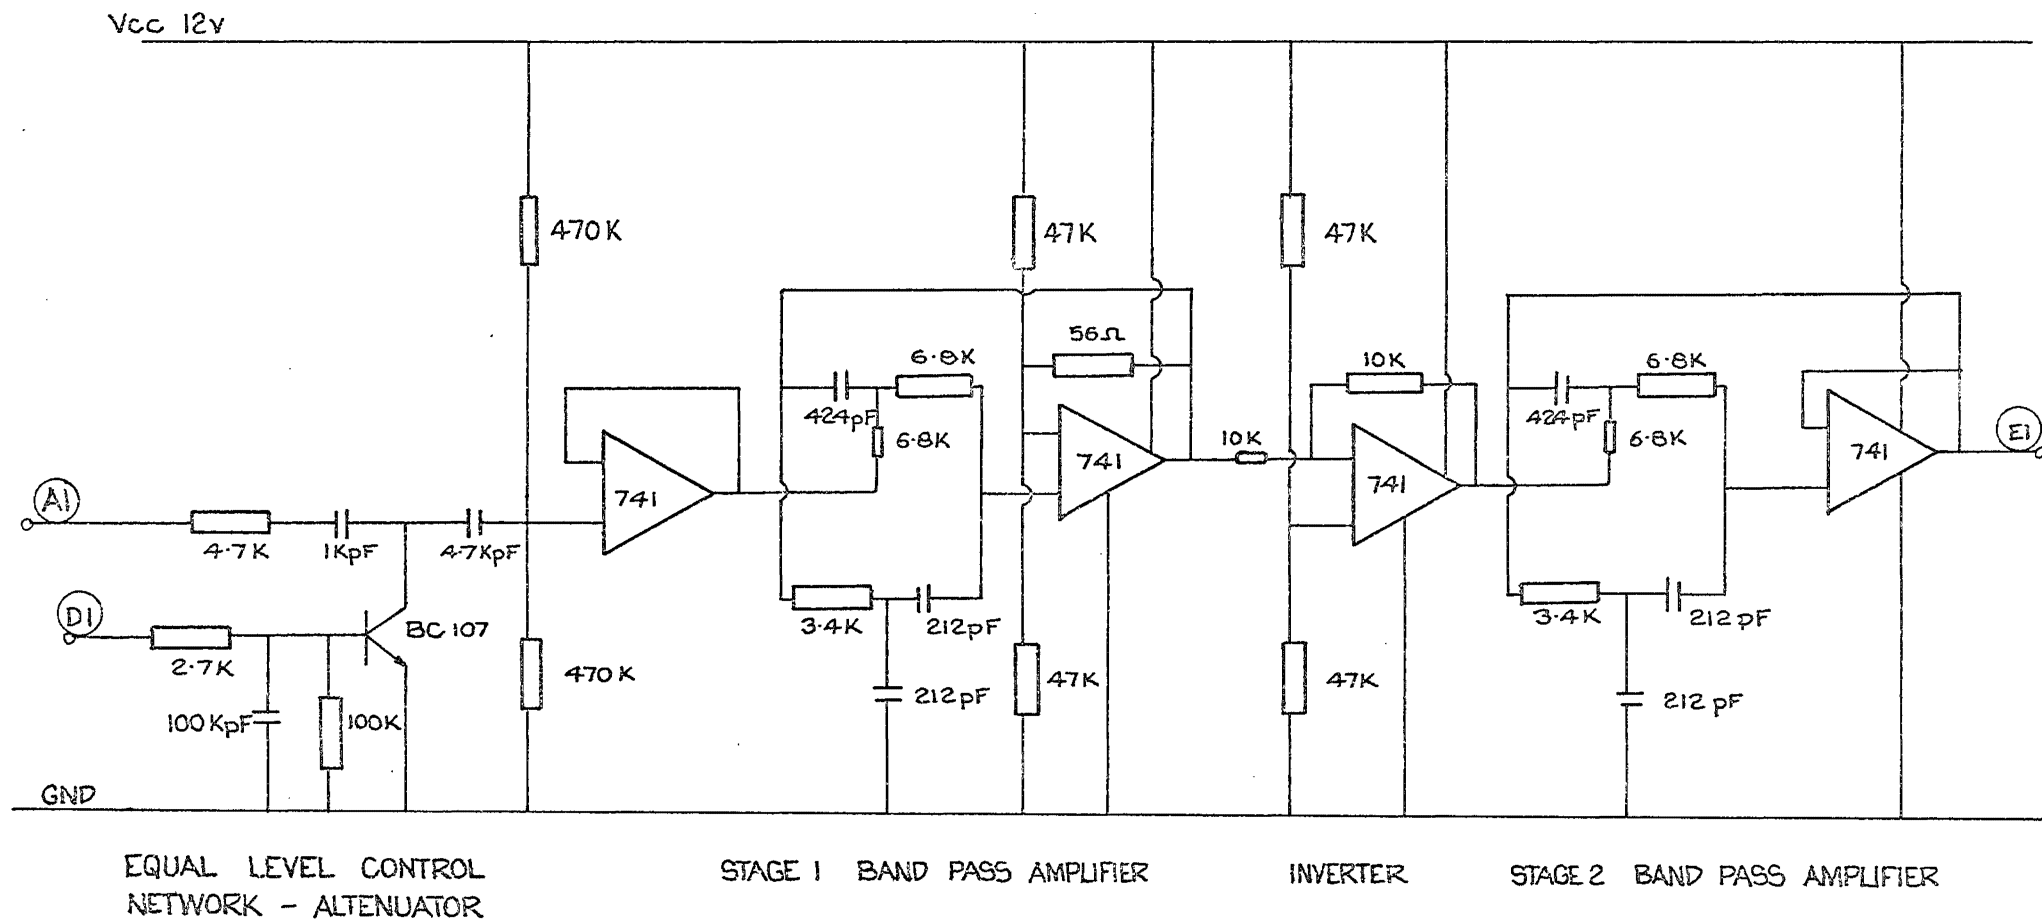 Vcc 12v
470K
47K
47K
56Ω
6.8K
10K
6.8K
424pF
6.8K
10K
424pF
6.8K
E1
741
741
741
741
A1
4.7K
1KpF
4.7KpF
D1
BC 107
2.7K
3.4K
212pF
3.4K
212pF
470K
47K
47K
100KpF
100K
212pF
212pF
GND
EQUAL LEVEL CONTROL
NETWORK - ALTENUATOR
STAGE 1 BAND PASS AMPLIFIER
INVERTER
STAGE 2 BAND PASS AMPLIFIER